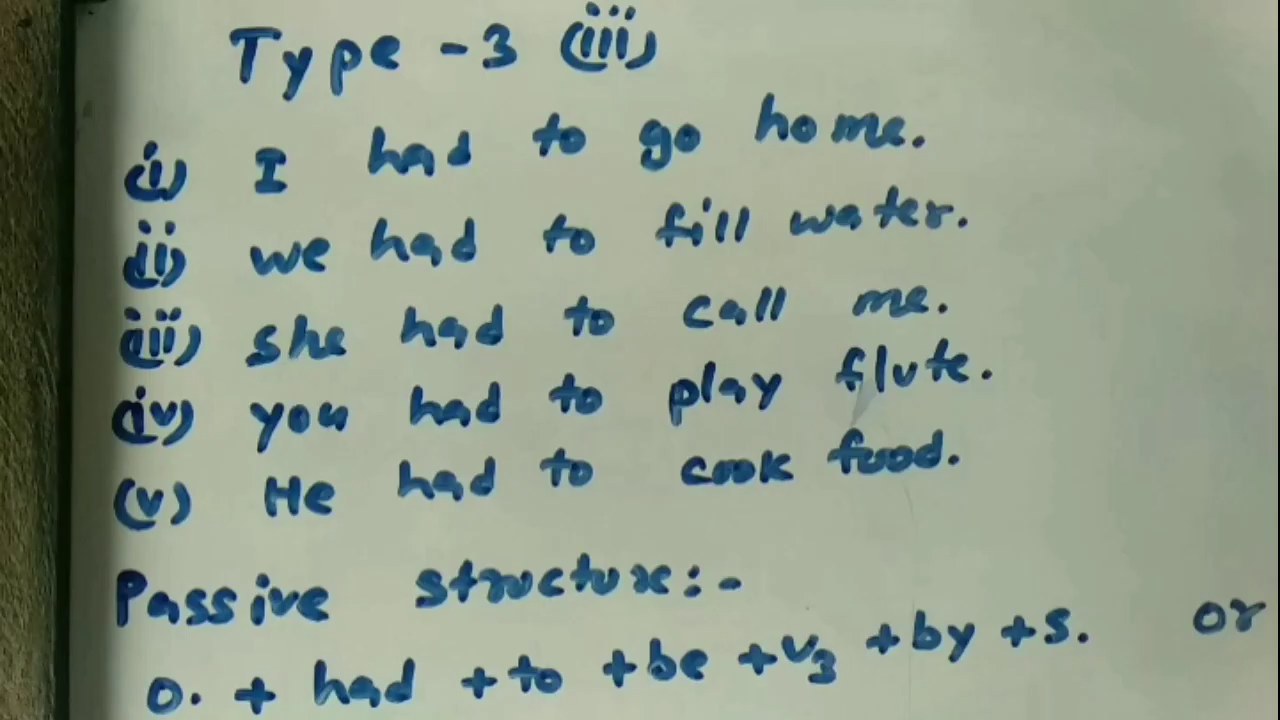 Type - 3 (iii)
(i) I had to go home.
(ii) we had to fill water.
(iii) she had to call me.
(iv) you had to play flute.
(v) He had to cook food.
Passive structure:-
O. + had + to + be + v3 + by + s. or